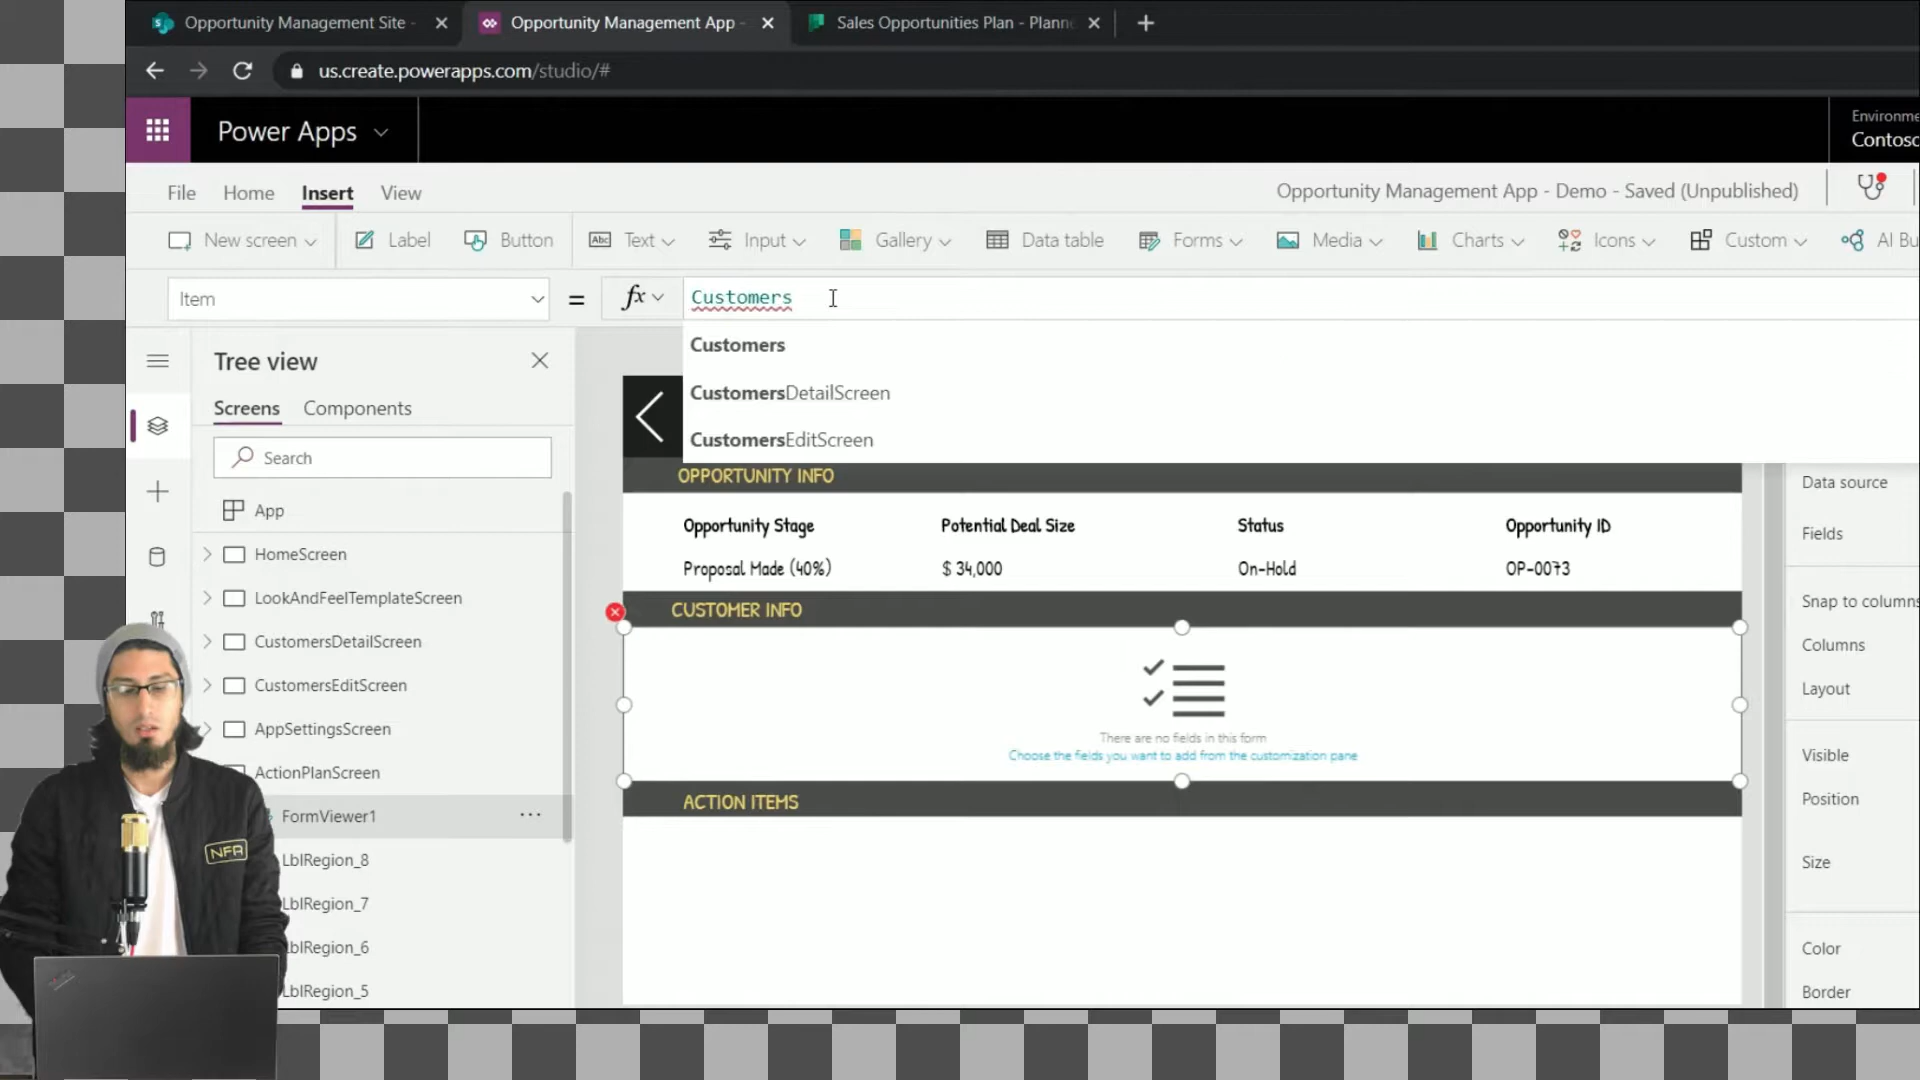 Opportunity Management Site -
Opportunity Management App -
Sales Opportunities Plan - Plann
us.create.powerapps.com/studio/#
Power Apps
Environme
Contoso
File Home Insert View
Opportunity Management App - Demo - Saved (Unpublished)
New screen Label Button Abc Text Input Gallery Data table Forms Media Charts Icons Custom AI Bu
Item = fx Customers
Customers
CustomersDetailScreen
CustomersEditScreen
Tree view
Screens Components
Search
App
HomeScreen
LookAndFeelTemplateScreen
CustomersDetailScreen
CustomersEditScreen
AppSettingsScreen
ActionPlanScreen
FormViewer1 ...
LblRegion_8
LblRegion_7
LblRegion_6
LblRegion_5
NFA
OPPORTUNITY INFO
Opportunity Stage Potential Deal Size Status Opportunity ID
Proposal Made (40%) $ 34,000 On-Hold OP-0073
CUSTOMER INFO
There are no fields in this form
Choose the fields you want to add from the customization pane
ACTION ITEMS
Data source
Fields
Snap to columns
Columns
Layout
Visible
Position
Size
Color
Border